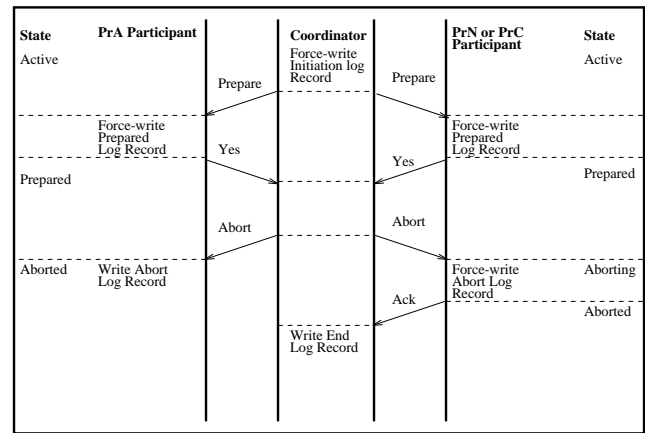 State PrA Participant Coordinator PrN or PrC Participant State
Active
Force-write
Initiation log
Record
Active
Prepare
Prepare
Force-write
Prepared
Log Record
Force-write
Prepared
Log Record
Yes
Yes
Prepared
Prepared
Abort
Abort
Aborted
Write Abort
Log Record
Force-write
Abort Log
Record
Aborting
Ack
Aborted
Write End
Log Record